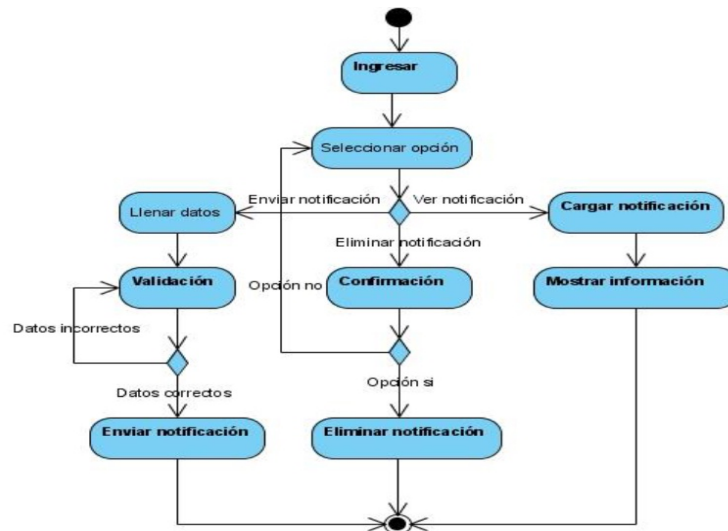 Ingresar
Seleccionar opción
Enviar notificación
Ver notificación
Llenar datos
Cargar notificación
Eliminar notificación
Validación
Opción no
Confirmación
Mostrar información
Datos incorrectos
Datos correctos
Opción si
Enviar notificación
Eliminar notificación